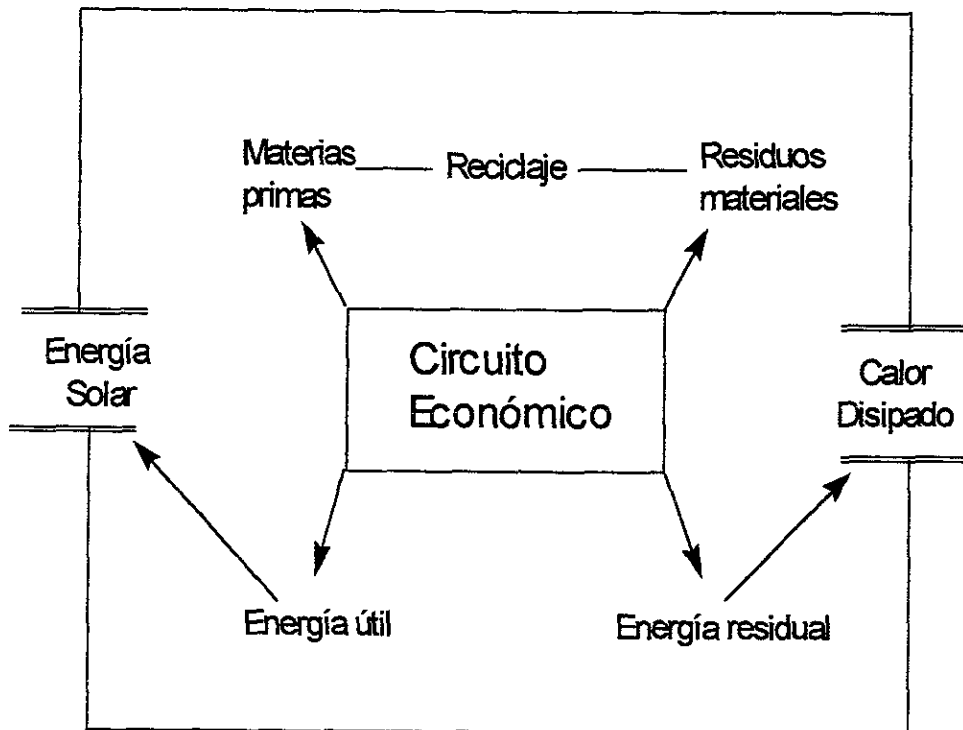 Materias
primas
Reciclaje
Residuos
materiales
Energía
Solar
Circuito
Económico
Calor
Disipado
Energía útil
Energía residual